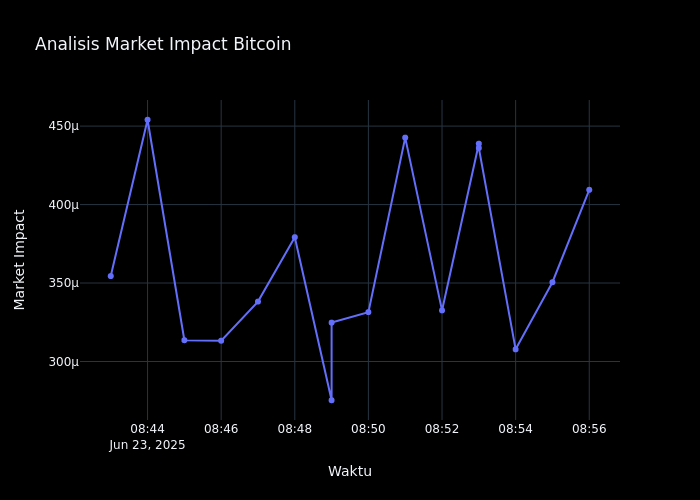 Analisis Market Impact Bitcoin
450μ
400μ
350μ
300μ
Market Impact
08:44
08:46
08:48
08:50
08:52
08:54
08:56
Jun 23, 2025
Waktu